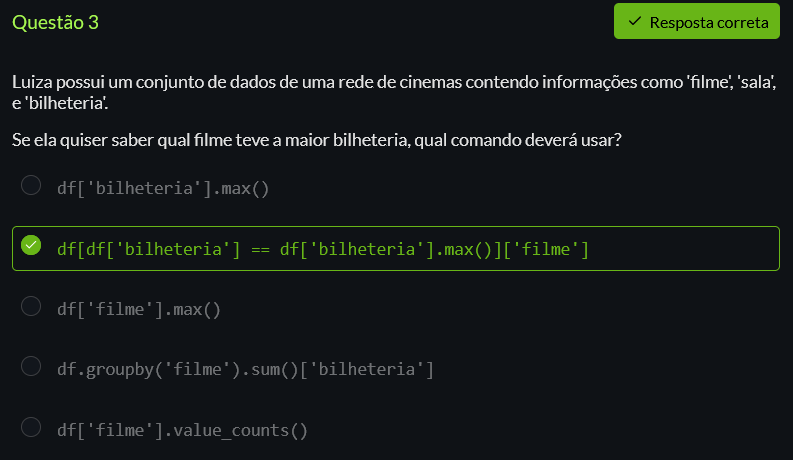 Questão 3
Resposta correta
Luiza possui um conjunto de dados de uma rede de cinemas contendo informações como 'filme', 'sala',
e 'bilheteria'.
Se ela quiser saber qual filme teve a maior bilheteria, qual comando deverá usar?
df['bilheteria'].max()
df[df['bilheteria'] == df['bilheteria'].max()]['filme']
df['filme'].max()
df.groupby('filme').sum()['bilheteria']
df['filme'].value_counts()